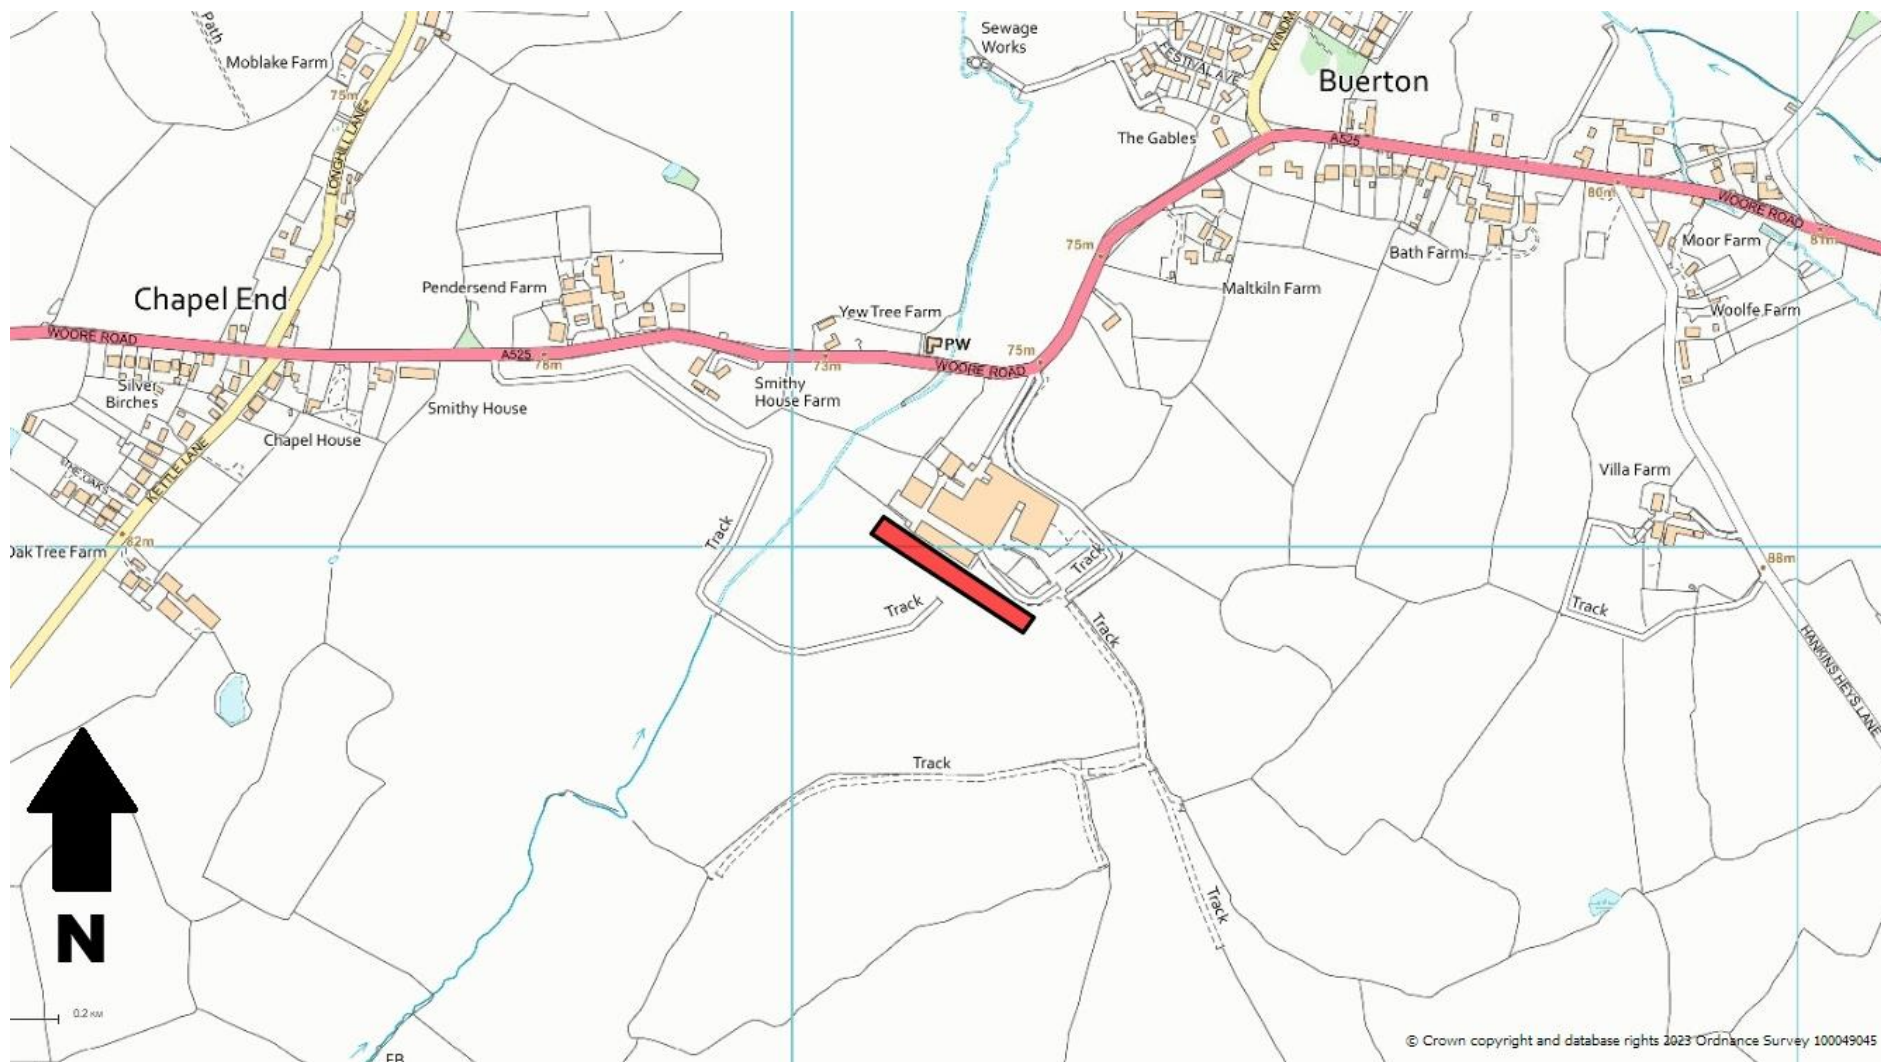 Path
Moblake Farm
75m
LONGHILL LANE
Sewage
Works
FESTIVAL AVE
Buerton
The Gables
A525
80m
WOORE ROAD
81m
Moor Farm
Woolfe Farm
Bath Farm
Maltkiln Farm
75m
Chapel End
Pendersend Farm
Yew Tree Farm
PW
WOORE ROAD
A525
76m
73m
WOORE ROAD
75m
Silver
Birches
Smithy House
Smithy
House Farm
Chapel House
KETTLE LANE
THE OAKS
82m
Oak Tree Farm
Villa Farm
88m
HANKINS HEYS LANE
Track
Track
Track
Track
Track
Track
Track
N
0.2 KM
FB
© Crown copyright and database rights 2023 Ordnance Survey 100049045